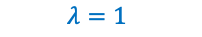 λ = 1